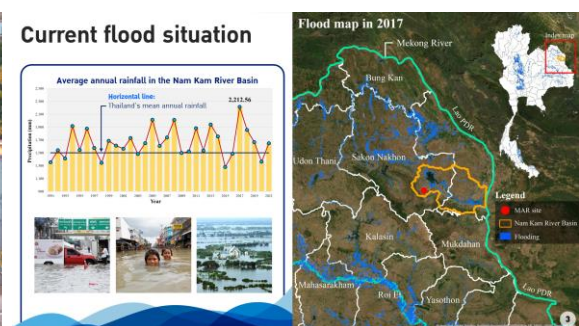 Current flood situation
Average annual rainfall in the Nam Kam River Basin
Horizontal line:
Thailand's mean annual rainfall
2,212.56
Precipitation (mm)
Year
Flood map in 2017
Mekong River
Index map
Bung Kan
Lao PDR
Udon Thani
Sakon Nakhon
Legend
MAR site
Nam Kam River Basin
Flooding
Kalasin
Mukdahan
Mahasarakham
Roi Et
Yasothon
Lao PDR
3